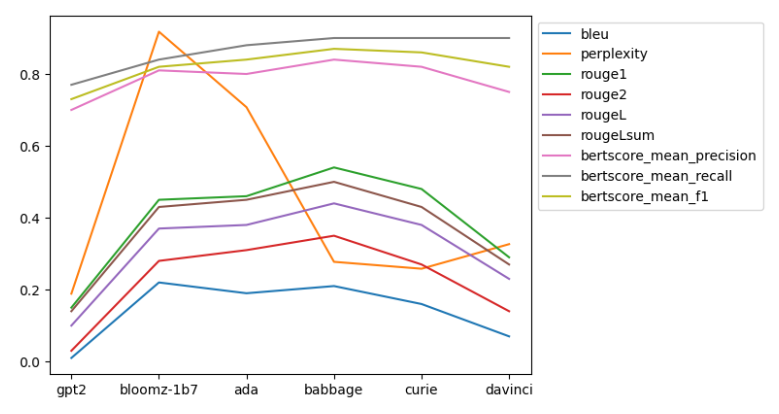 0.8
0.6
0.4
0.2
0.0
gpt2 bloomz-1b7 ada babbage curie davinci
bleu
perplexity
rouge1
rouge2
rougeL
rougeLsum
bertscore_mean_precision
bertscore_mean_recall
bertscore_mean_f1